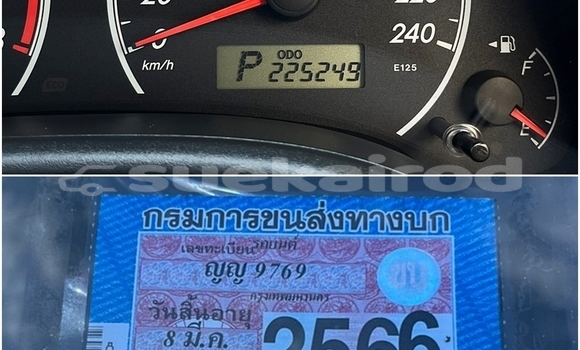 20
240
0
ODO
P 225249
km/h
E125
F
E
ECO
suekairod
กรมการขนส่งทางบก
รถยนต์
เลขทะเบียน
ญญ 9769
กรุงเทพมหานคร
วันสิ้นอายุ
8 มี.ค.
2566